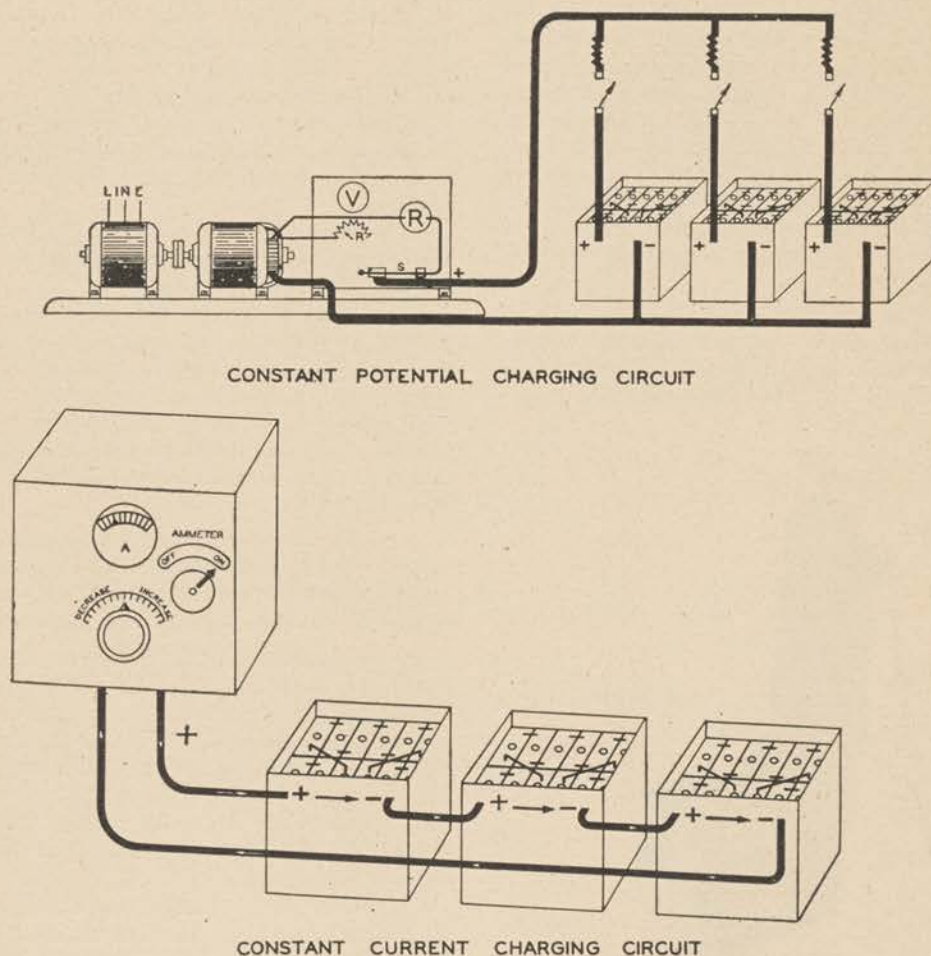 LINE
V
R
R
S
+
+ - + - + -
CONSTANT POTENTIAL CHARGING CIRCUIT
A
AMMETER
OFF ON
DECREASE INCREASE
+
+ - + - + -
CONSTANT CURRENT CHARGING CIRCUIT